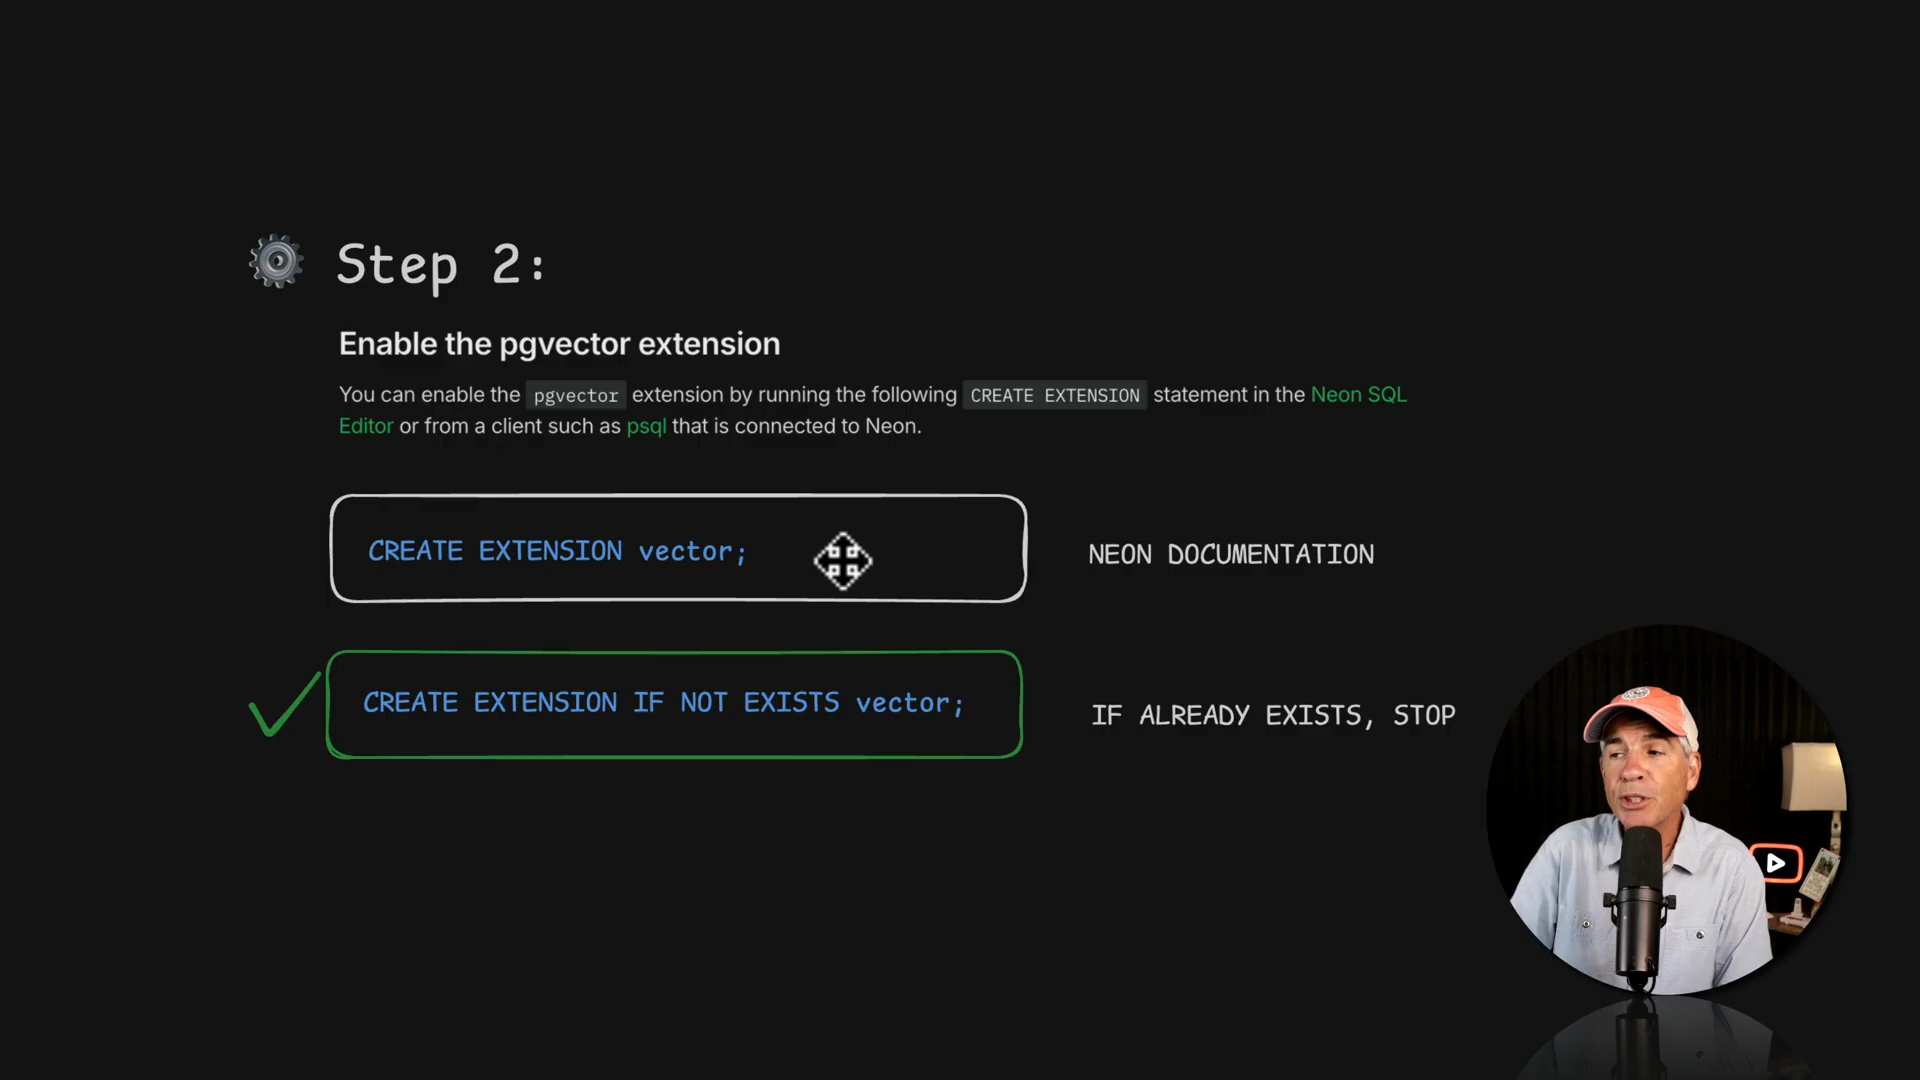 Step 2:
Enable the pgvector extension
You can enable the pgvector extension by running the following CREATE EXTENSION statement in the Neon SQL
Editor or from a client such as psql that is connected to Neon.
CREATE EXTENSION vector;
NEON DOCUMENTATION
CREATE EXTENSION IF NOT EXISTS vector;
IF ALREADY EXISTS, STOP